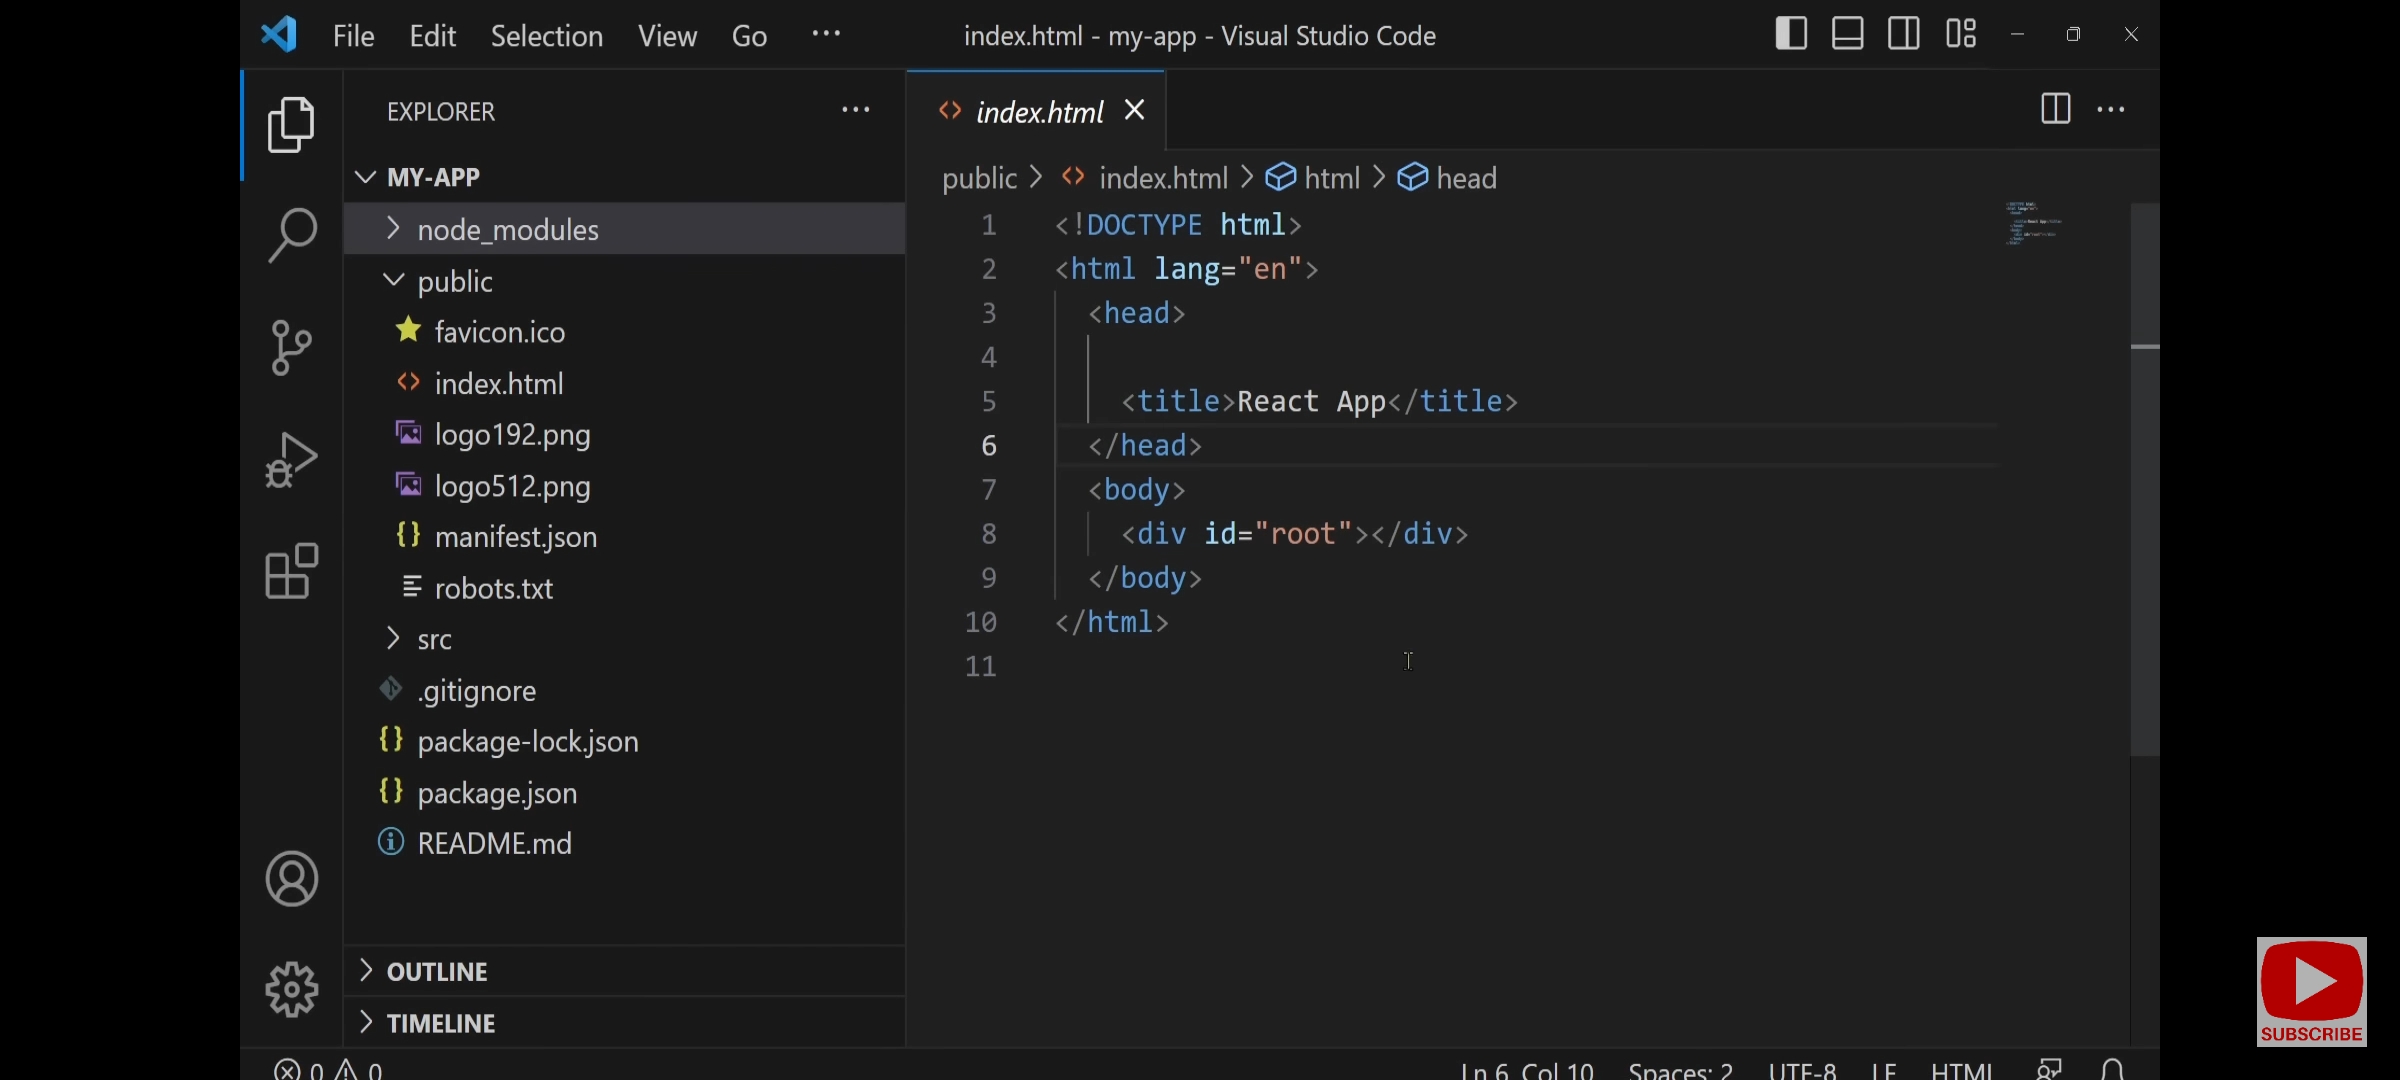 File Edit Selection View Go ··· index.html - my-app - Visual Studio Code
EXPLORER
MY-APP
node_modules
public
favicon.ico
index.html
logo192.png
logo512.png
manifest.json
robots.txt
src
.gitignore
package-lock.json
package.json
README.md
OUTLINE
TIMELINE
index.html
public > index.html > html > head
1 <!DOCTYPE html>
2 <html lang="en">
3 <head>
4
5 <title>React App</title>
6 </head>
7 <body>
8 <div id="root"></div>
9 </body>
10 </html>
11
0 0 Ln 6, Col 10 Spaces: 2 UTF-8 LF HTML
SUBSCRIBE